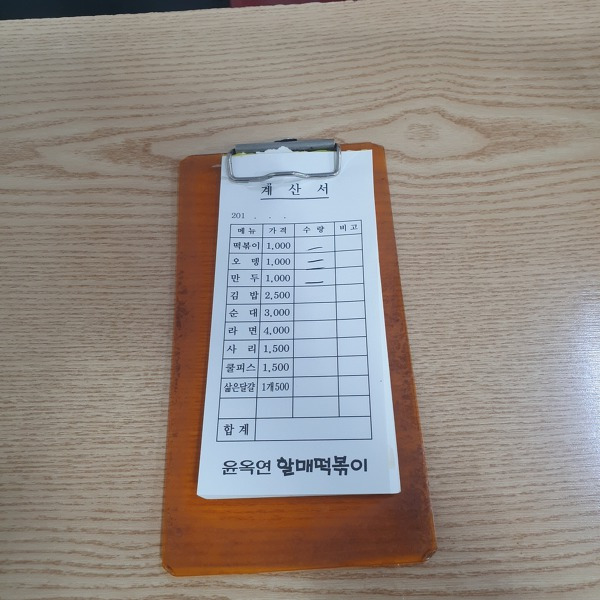 계산서
201 . . .
메뉴 가격 수량 비고
떡볶이 1,000
오뎅 1,000
만두 1,000
김밥 2,500
순대 3,000
라면 4,000
사리 1,500
쿨피스 1,500
삶은달걀 1개500
합계
윤옥연 할매떡볶이